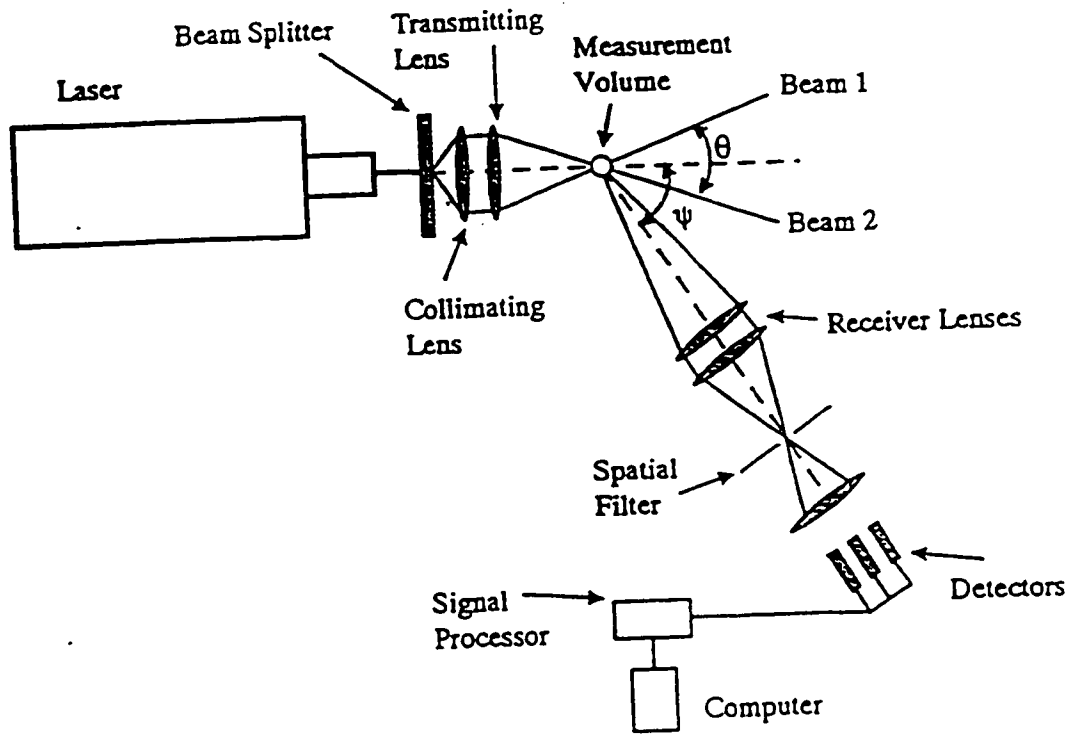 Beam Splitter
Transmitting
Lens
Measurement
Volume
Laser
Beam 1
θ
ψ
Beam 2
Collimating
Lens
Receiver Lenses
Spatial
Filter
Detectors
Signal
Processor
Computer